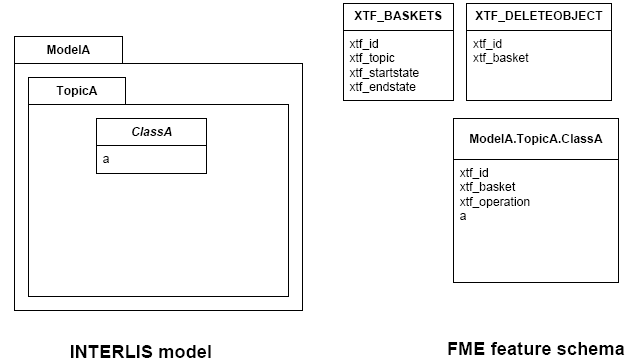 ModelA
TopicA
ClassA
a
INTERLIS model
XTF_BASKETS
xtf_id
xtf_topic
xtf_startstate
xtf_endstate
XTF_DELETEOBJECT
xtf_id
xtf_basket
ModelA.TopicA.ClassA
xtf_id
xtf_basket
xtf_operation
a
FME feature schema